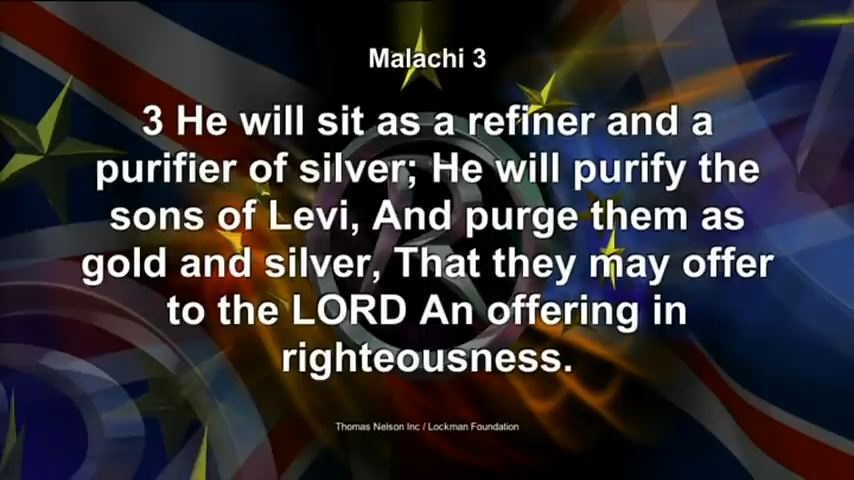 Malachi 3
3 He will sit as a refiner and a
purifier of silver; He will purify the
sons of Levi, And purge them as
gold and silver, That they may offer
to the LORD An offering in
righteousness.
Thomas Nelson Inc / Lockman Foundation